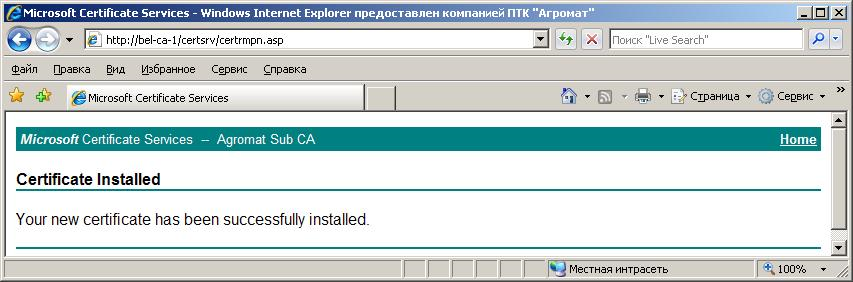 Microsoft Certificate Services - Windows Internet Explorer предоставлен компанией ПТК "Агромат"
http://bel-ca-1/certsrv/certrmpn.asp
Поиск "Live Search"
Файл Правка Вид Избранное Сервис Справка
Microsoft Certificate Services
Страница Сервис »
Microsoft Certificate Services -- Agromat Sub CA Home
Certificate Installed
Your new certificate has been successfully installed.
Местная интрасеть 100%